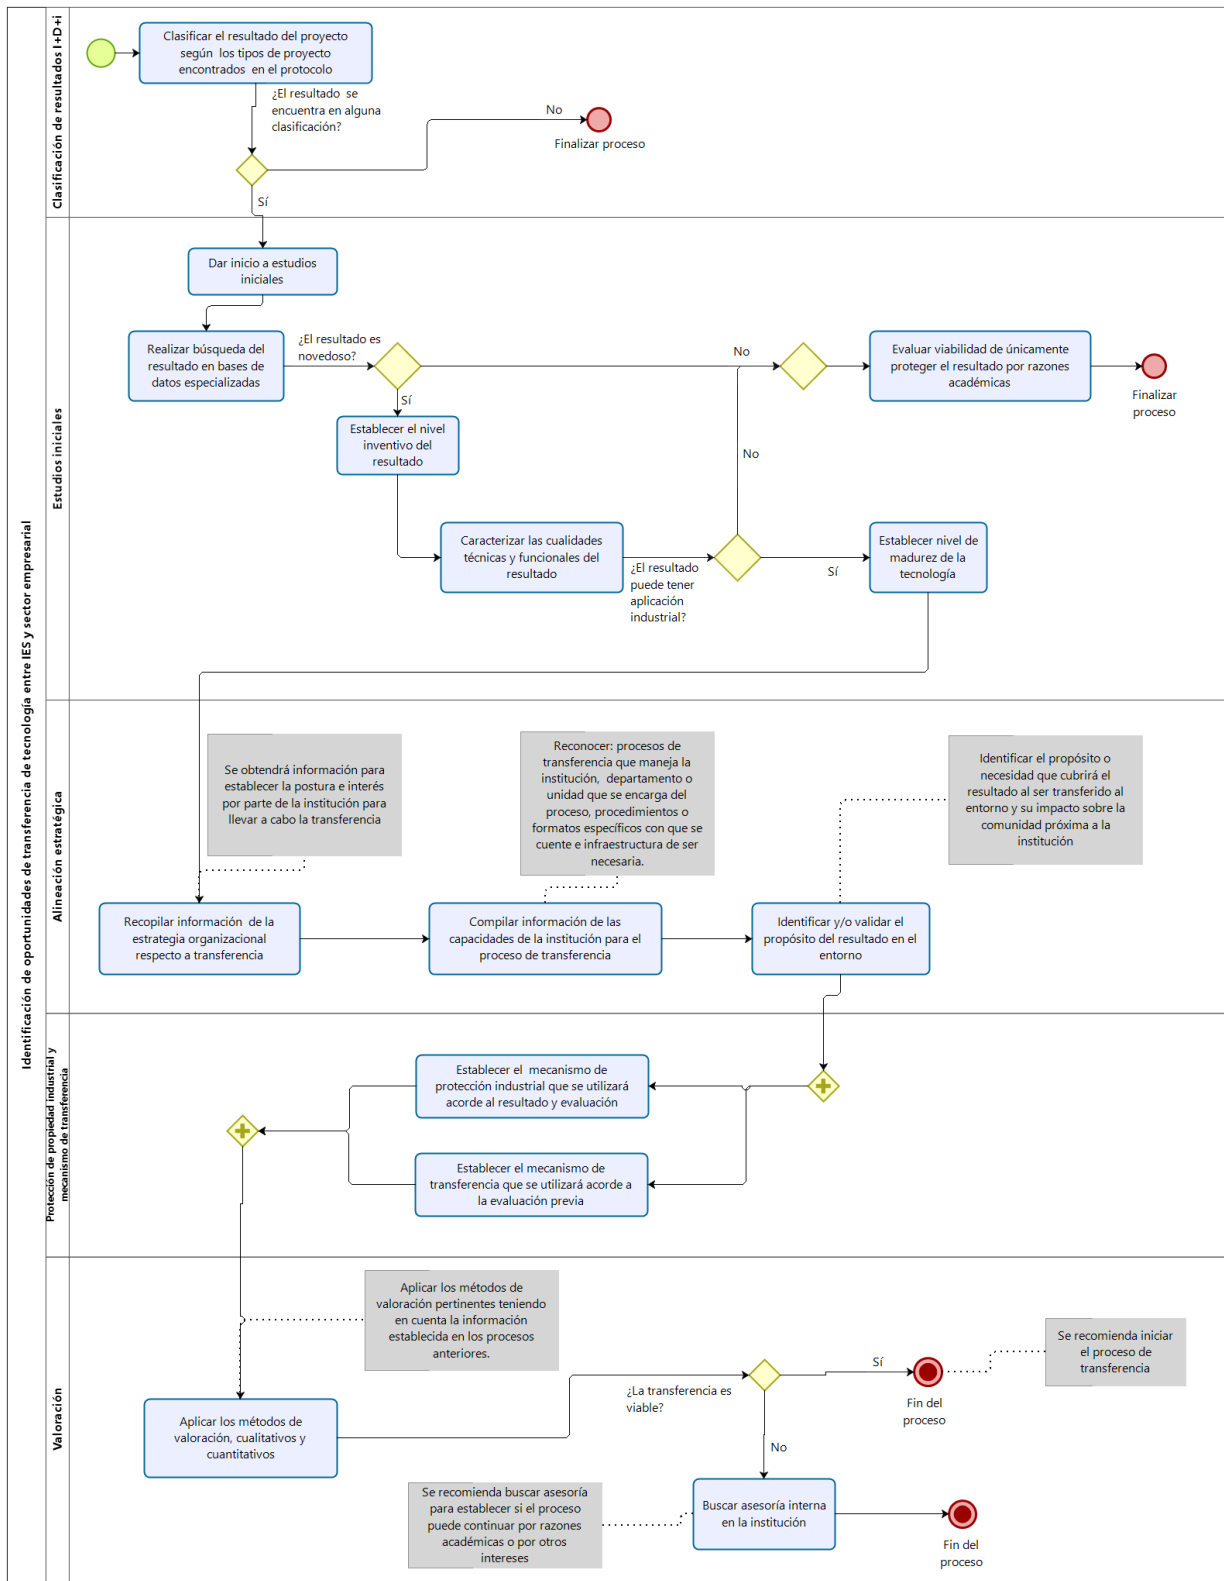 Identificación de oportunidades de transferencia de tecnología entre IES y sector empresarial
Clasificación de resultados I+D+i
Clasificar el resultado del proyecto
según los tipos de proyecto
encontrados en el protocolo
¿El resultado se
encuentra en alguna
clasificación?
No
Finalizar proceso
Sí
Estudios iniciales
Dar inicio a estudios
iniciales
Realizar búsqueda del
resultado en bases de
datos especializadas
¿El resultado es
novedoso?
No
Evaluar viabilidad de únicamente
proteger el resultado por razones
académicas
Finalizar
proceso
Sí
Establecer el nivel
inventivo del
resultado
No
Caracterizar las cualidades
técnicas y funcionales del
resultado
¿El resultado
puede tener
aplicación
industrial?
Sí
Establecer nivel de
madurez de la
tecnología
Alineación estratégica
Se obtendrá información para
establecer la postura e interés
por parte de la institución para
llevar a cabo la transferencia
Reconocer: procesos de
transferencia que maneja la
institución, departamento o
unidad que se encarga del
proceso, procedimientos o
formatos específicos con que se
cuente e infraestructura de ser
necesaria.
Identificar el propósito o
necesidad que cubrirá el
resultado al ser transferido al
entorno y su impacto sobre la
comunidad próxima a la
institución
Recopilar información de la
estrategia organizacional
respecto a transferencia
Compilar información de las
capacidades de la institución para el
proceso de transferencia
Identificar y/o validar el
propósito del resultado en el
entorno
Protección de propiedad industrial y
mecanismo de transferencia
Establecer el mecanismo de
protección industrial que se utilizará
acorde al resultado y evaluación
Establecer el mecanismo de
transferencia que se utilizará acorde a
la evaluación previa
Valoración
Aplicar los métodos de
valoración pertinentes teniendo
en cuenta la información
establecida en los procesos
anteriores.
Se recomienda iniciar
el proceso de
transferencia
Aplicar los métodos de
valoración, cualitativos y
cuantitativos
¿La transferencia es
viable?
Sí
Fin del
proceso
No
Se recomienda buscar asesoría
para establecer si el proceso
puede continuar por razones
académicas o por otros
intereses
Buscar asesoría interna
en la institución
Fin del
proceso